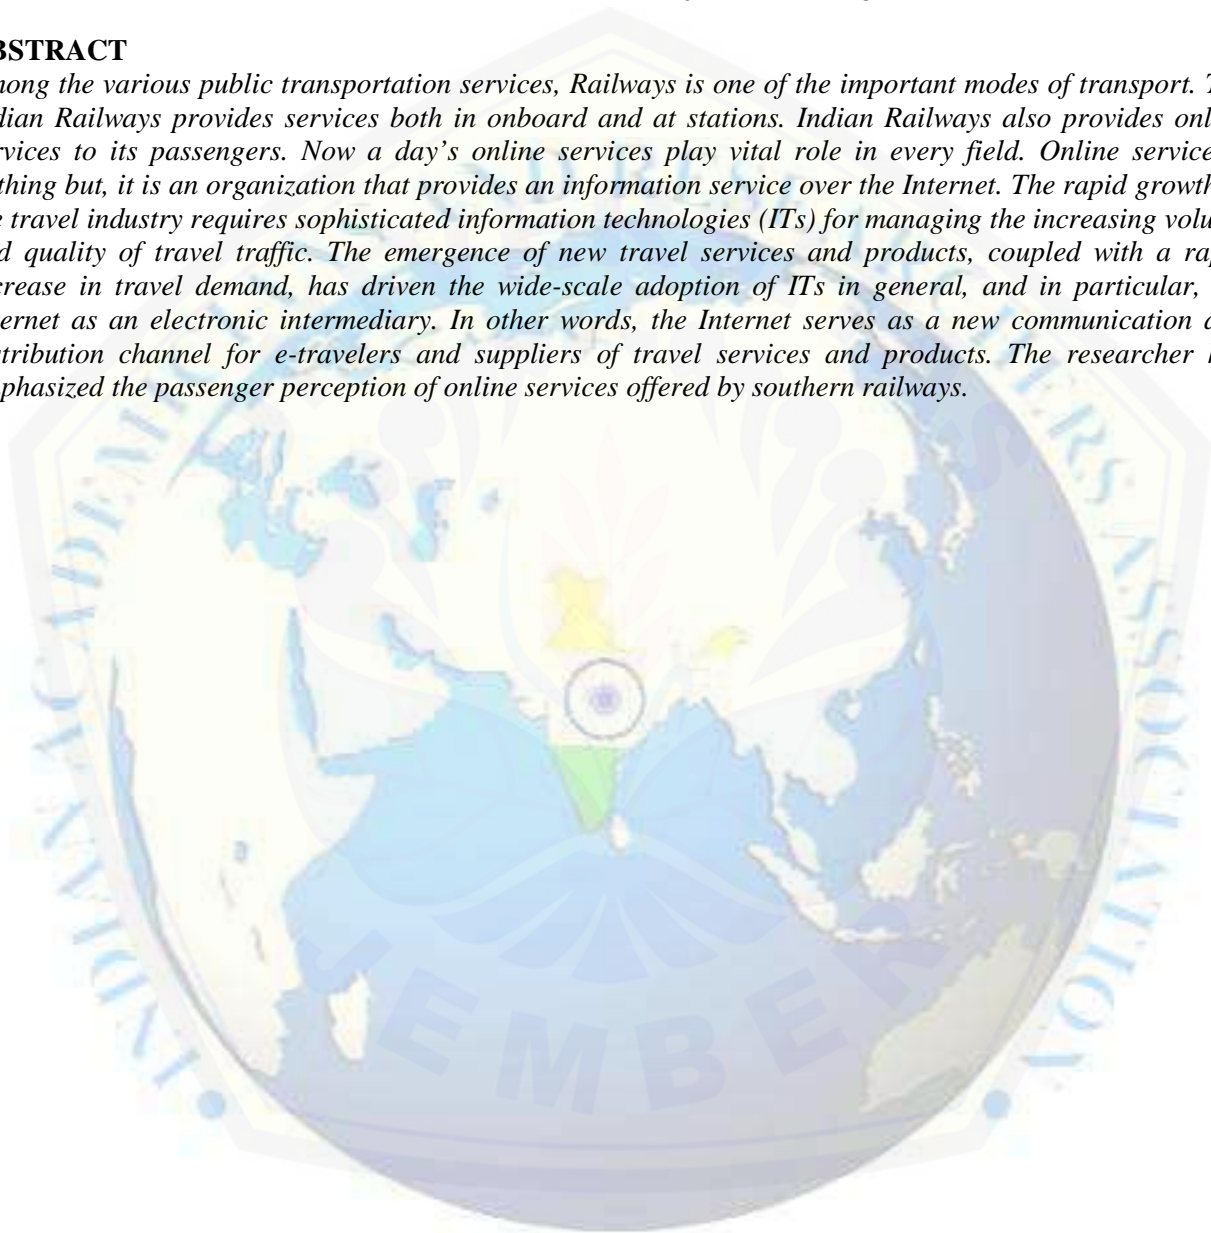 BSTRACT
nong the various public transportation services, Railways is one of the important modes of transport. T
dian Railways provides services both in onboard and at stations. Indian Railways also provides onl
rvices to its passengers. Now a day's online services play vital role in every field. Online service
thing but, it is an organization that provides an information service over the Internet. The rapid growth
e travel industry requires sophisticated information technologies (ITs) for managing the increasing volu
d quality of travel traffic. The emergence of new travel services and products, coupled with a rap
crease in travel demand, has driven the wide-scale adoption of ITs in general, and in particular,
ernet as an electronic intermediary. In other words, the Internet serves as a new communication a
tribution channel for e-travelers and suppliers of travel services and products. The researcher h
phasized the passenger perception of online services offered by southern railways.
INDIAN ACADEMICIANS AND RESEARCHERS ASSOCIATION
MEMBER